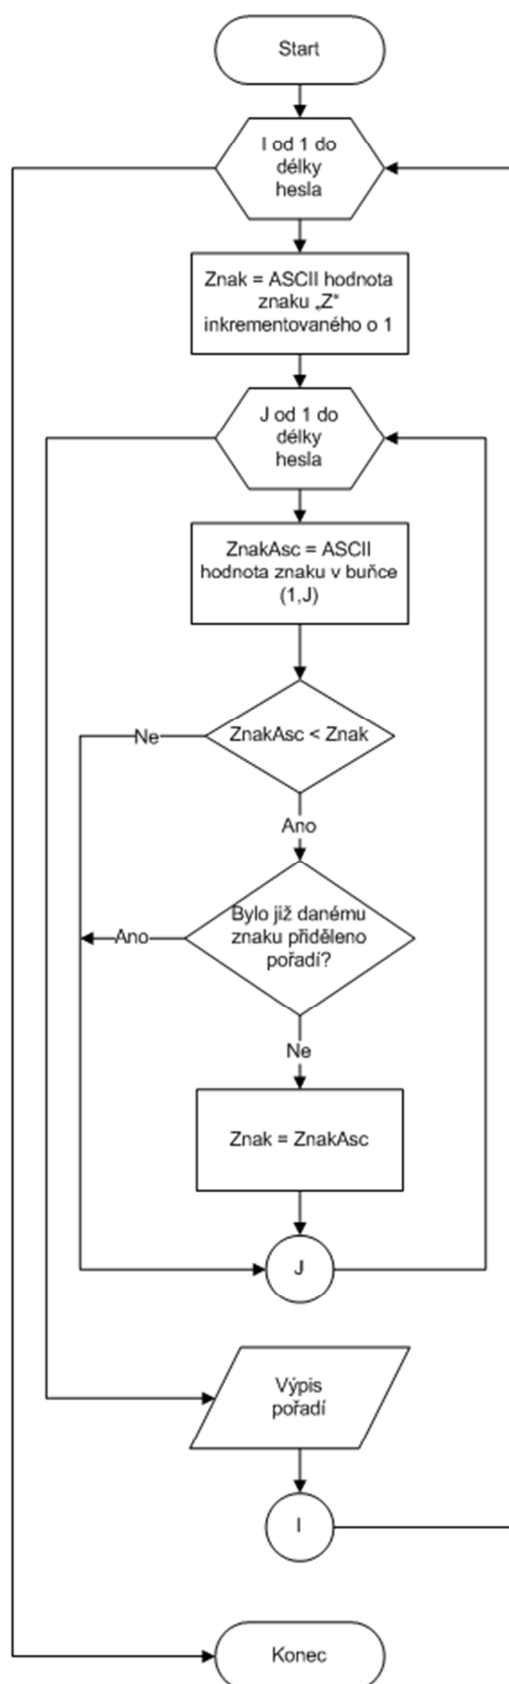 Start
I od 1 do
délky
hesla
Znak = ASCII hodnota
znaku „Z“
inkrementovaného o 1
J od 1 do
délky
hesla
ZnakAsc = ASCII
hodnota znaku v buňce
(1,J)
ZnakAsc < Znak
Ne
Ano
Bylo již danému
znaku přiděleno
pořadí?
Ano
Ne
Znak = ZnakAsc
J
Výpis
pořadí
I
Konec